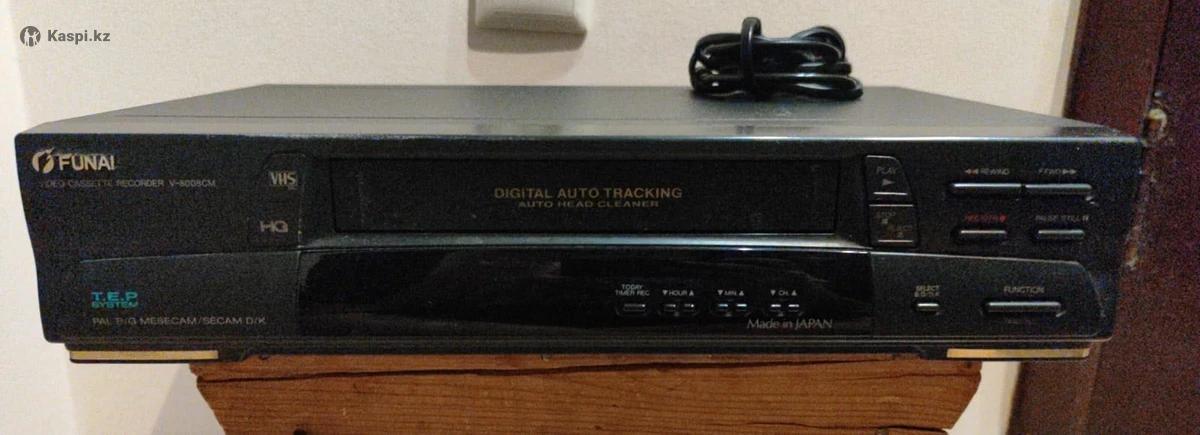 Kaspi.kz
FUNAI
VIDEO CASSETTE RECORDER V-8008CM
VHS
HQ
DIGITAL AUTO TRACKING
AUTO HEAD CLEANER
PLAY
STOP
REWIND
F.FWD
PAUSE/STILL
T.E.P
SYSTEM
PAL B/G MESECAM/SECAM D/K
TODAY
TIMER REC
▼ HOUR ▲
▼ MIN. ▲
▼ CH. ▲
Made in JAPAN
SELECT
FUNCTION